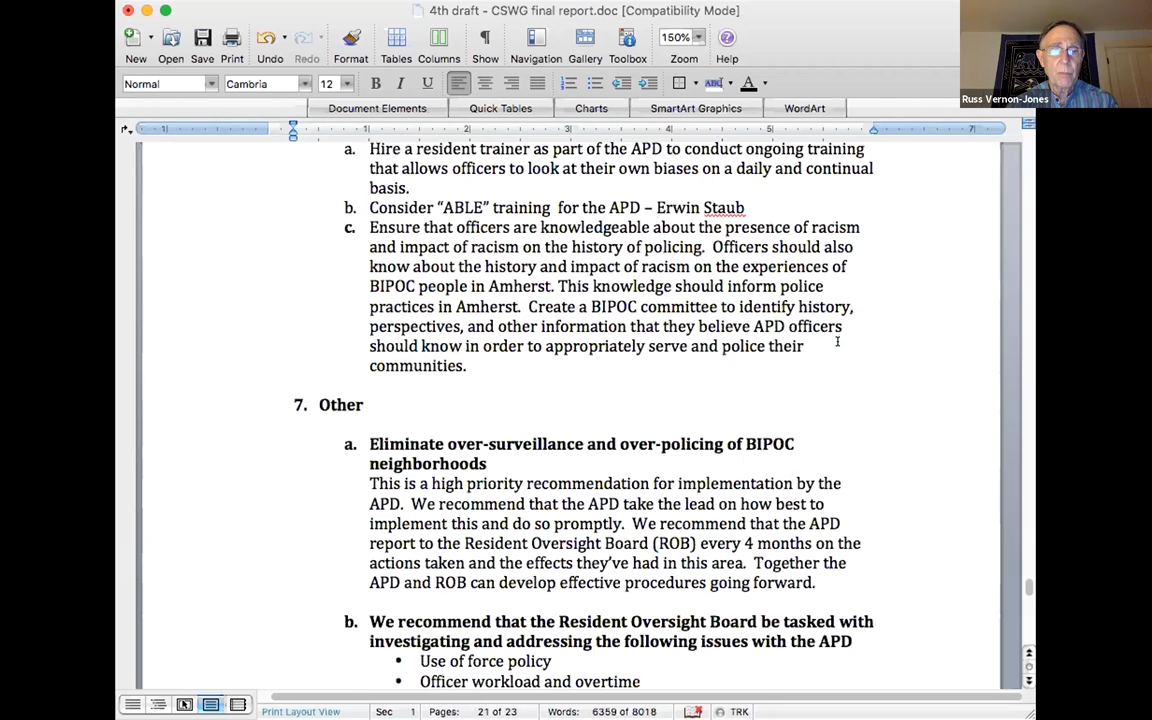 4th draft - CSWG final report.doc [Compatibility Mode]
New Open Save Print Undo Redo Format Tables Columns Show Navigation Gallery Toolbox Zoom Help
150%
Normal Cambria 12 B I U ABC A
Document Elements Quick Tables Charts SmartArt Graphics WordArt
1 1 2 3 4 5 7
Russ Vernon-Jones
a. Hire a resident trainer as part of the APD to conduct ongoing training
that allows officers to look at their own biases on a daily and continual
basis.
b. Consider “ABLE” training for the APD – Erwin Staub
c. Ensure that officers are knowledgeable about the presence of racism
and impact of racism on the history of policing. Officers should also
know about the history and impact of racism on the experiences of
BIPOC people in Amherst. This knowledge should inform police
practices in Amherst. Create a BIPOC committee to identify history,
perspectives, and other information that they believe APD officers
should know in order to appropriately serve and police their
communities.
7. Other
a. Eliminate over-surveillance and over-policing of BIPOC
neighborhoods
This is a high priority recommendation for implementation by the
APD. We recommend that the APD take the lead on how best to
implement this and do so promptly. We recommend that the APD
report to the Resident Oversight Board (ROB) every 4 months on the
actions taken and the effects they’ve had in this area. Together the
APD and ROB can develop effective procedures going forward.
b. We recommend that the Resident Oversight Board be tasked with
investigating and addressing the following issues with the APD
• Use of force policy
• Officer workload and overtime
Print Layout View Sec 1 Pages: 21 of 23 Words: 6359 of 8018 TRK